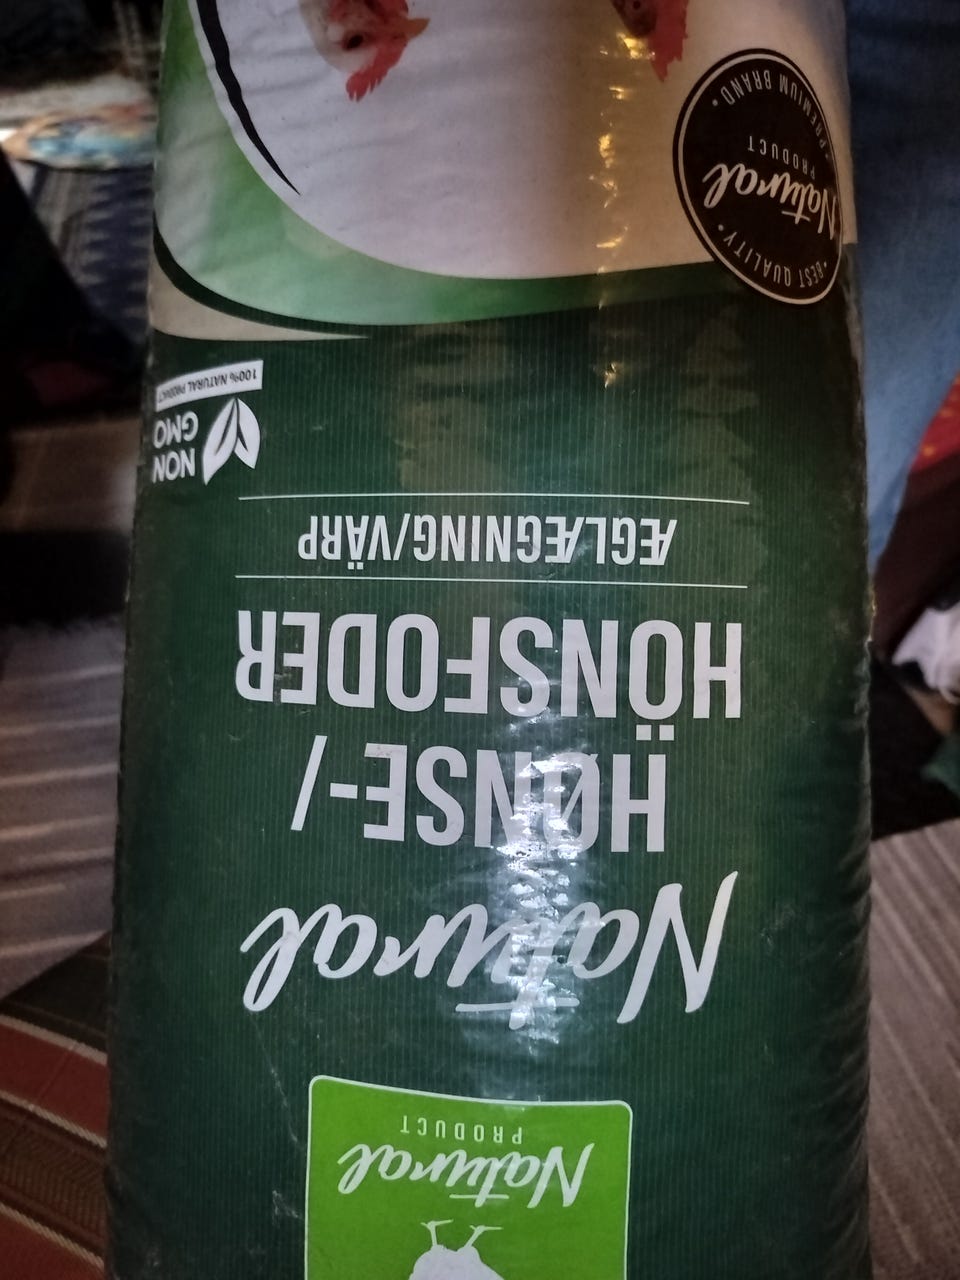 Natural
PRODUCT
Natural
HØNSE-/
HÖNSFODER
ÆGLÆGNING/VÄRP
NON
GMO
100% NATURAL PRODUCT
• BEST QUALITY •
Natural
PRODUCT
PREMIUM BRAND •